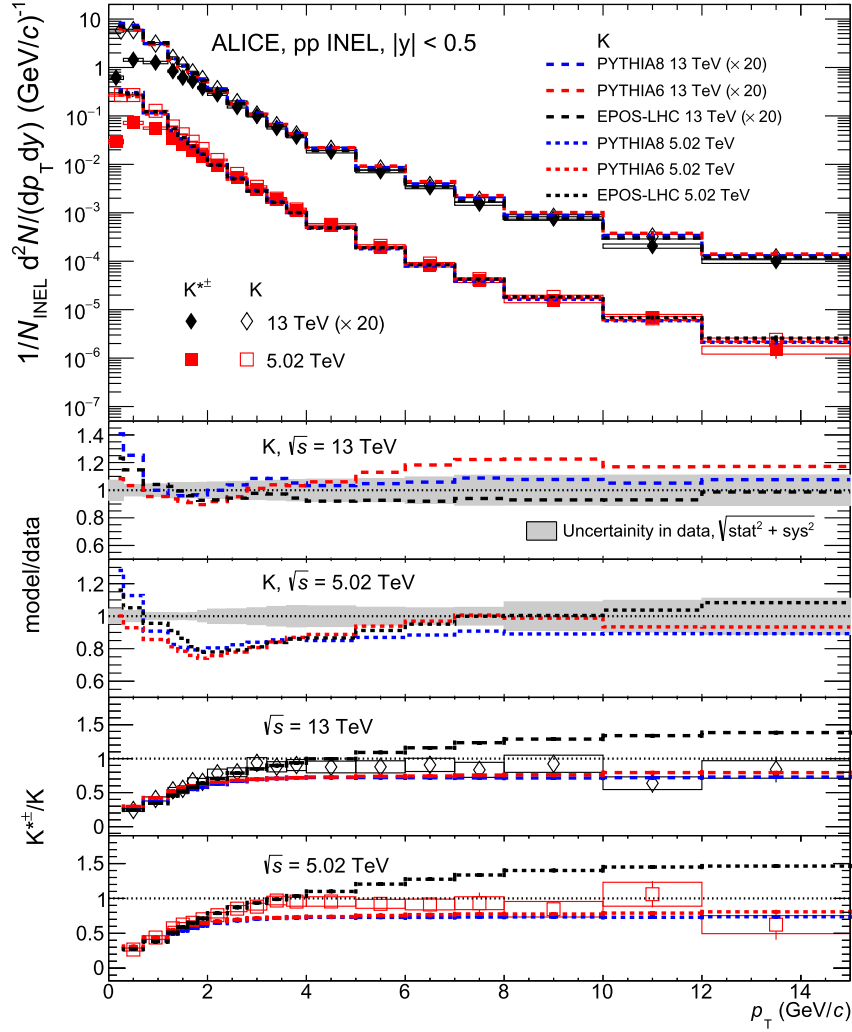 ALICE, pp INEL, |y| < 0.5
K
PYTHIA8 13 TeV (× 20)
PYTHIA6 13 TeV (× 20)
EPOS-LHC 13 TeV (× 20)
PYTHIA8 5.02 TeV
PYTHIA6 5.02 TeV
EPOS-LHC 5.02 TeV
1/N_INEL d²N/(dp_T dy) (GeV/c)⁻¹
10
1
10⁻¹
10⁻²
10⁻³
10⁻⁴
10⁻⁵
10⁻⁶
10⁻⁷
K*± K
13 TeV (× 20)
5.02 TeV
model/data
K, √s = 13 TeV
1.4
1.2
1
0.8
0.6
Uncertainity in data, √stat² + sys²
K, √s = 5.02 TeV
1.2
1
0.8
0.6
K*±/K
√s = 13 TeV
1.5
1
0.5
0
√s = 5.02 TeV
1.5
1
0.5
0
0 2 4 6 8 10 12 14
p_T (GeV/c)